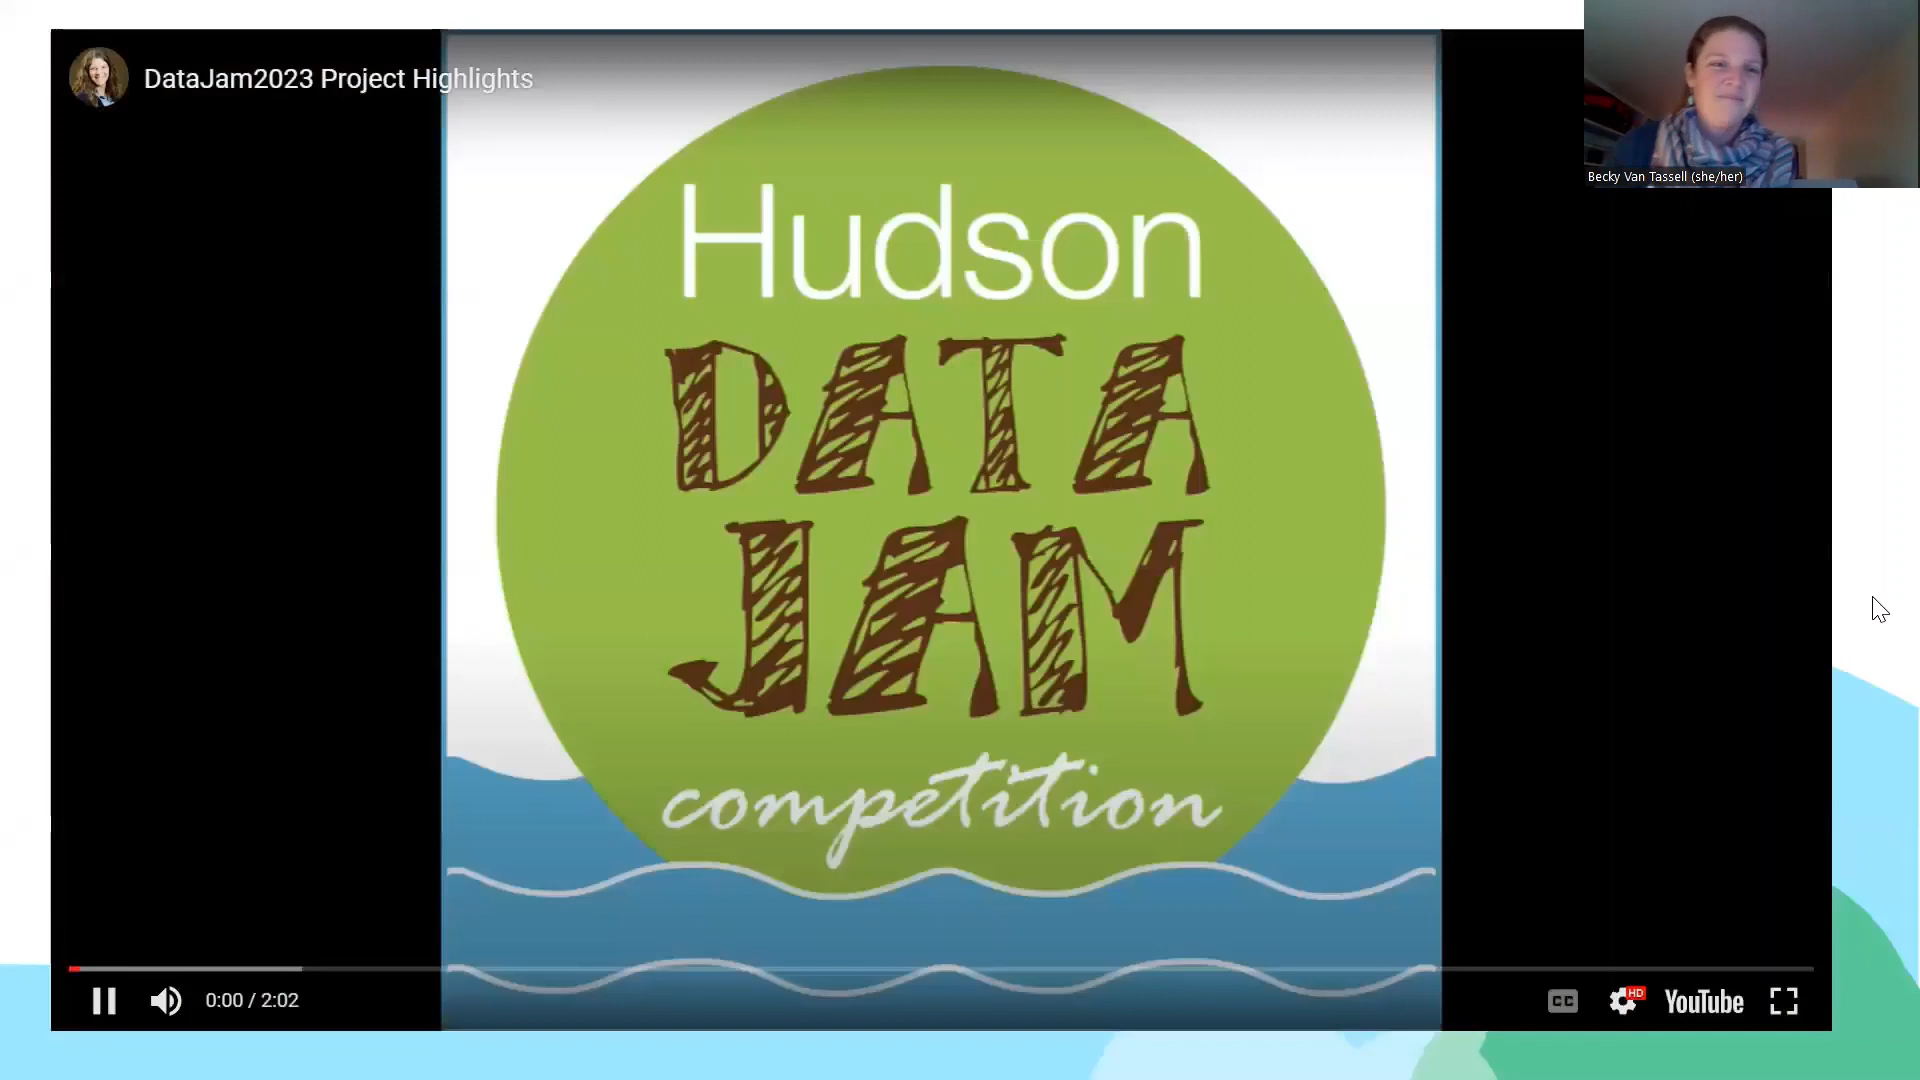 DataJam2023 Project Highlights
Becky Van Tassell (she/her)
Hudson
DATA
JAM
competition
0:00 / 2:02
CC
HD
YouTube